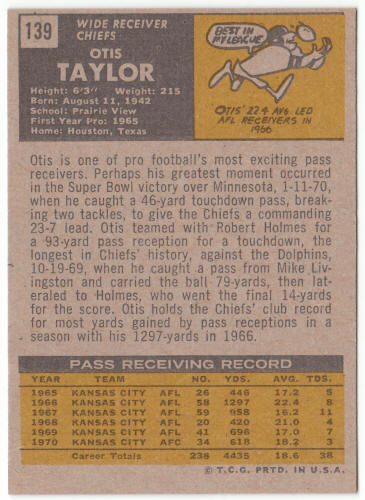 139
WIDE RECEIVER
CHIEFS
OTIS
TAYLOR
Height: 6'3" Weight: 215
Born: August 11, 1942
School: Prairie View
First Year Pro: 1965
Home: Houston, Texas
BEST IN
MY LEAGUE
OTIS' 22.4 AVG. LED
AFL RECEIVERS IN
1966
Otis is one of pro football's most exciting pass
receivers. Perhaps his greatest moment occurred
in the Super Bowl victory over Minnesota, 1-11-70,
when he caught a 46-yard touchdown pass, break-
ing two tackles, to give the Chiefs a commanding
23-7 lead. Otis teamed with Robert Holmes for
a 93-yard pass reception for a touchdown, the
longest in Chiefs' history, against the Dolphins,
10-19-69, when he caught a pass from Mike Liv-
ingston and carried the ball 79-yards, then lat-
eraled to Holmes, who went the final 14-yards
for the score. Otis holds the Chiefs' club record
for most yards gained by pass receptions in a
season with his 1297-yards in 1966.
PASS RECEIVING RECORD
YEAR TEAM NO. YDS. AVG. TDS.
1965 KANSAS CITY AFL 26 446 17.2 5
1966 KANSAS CITY AFL 58 1297 22.4 8
1967 KANSAS CITY AFL 59 958 16.2 11
1968 KANSAS CITY AFL 20 420 21.0 4
1969 KANSAS CITY AFL 41 696 17.0 7
1970 KANSAS CITY AFC 34 618 18.2 3
Career Totals 238 4435 18.6 38
© T.C.G. PRTD. IN U.S.A.